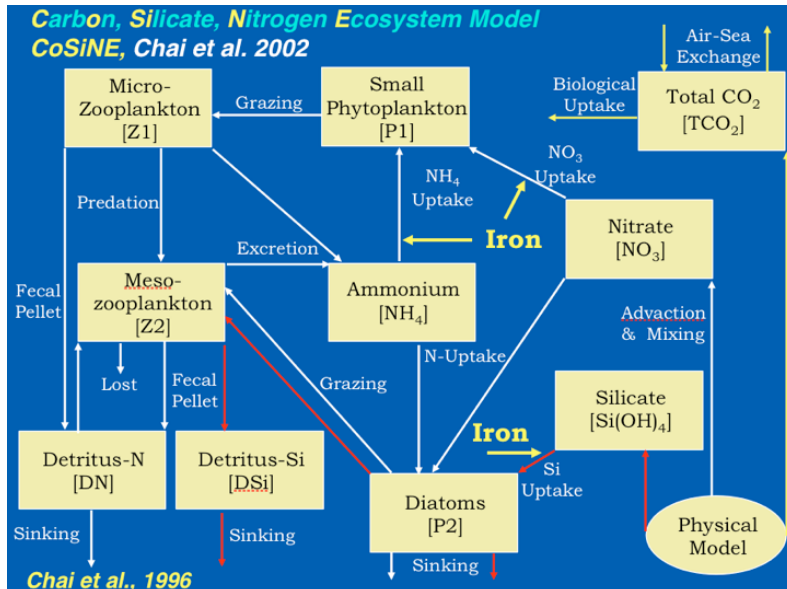 Carbon, Silicate, Nitrogen Ecosystem Model
CoSiNE, Chai et al. 2002
Air-Sea
Exchange
Micro-
Zooplankton
[Z1]
Grazing
Small
Phytoplankton
[P1]
Biological
Uptake
Total CO₂
[TCO₂]
NO₃
Uptake
NH₄
Uptake
Predation
Iron
Nitrate
[NO₃]
Excretion
Fecal
Pellet
Meso-
zooplankton
[Z2]
Ammonium
[NH₄]
Advaction
& Mixing
Lost
Fecal
Pellet
Grazing
N-Uptake
Silicate
[Si(OH)₄]
Iron
Detritus-N
[DN]
Detritus-Si
[DSi]
Si
Uptake
Diatoms
[P2]
Physical
Model
Sinking
Sinking
Sinking
Chai et al., 1996